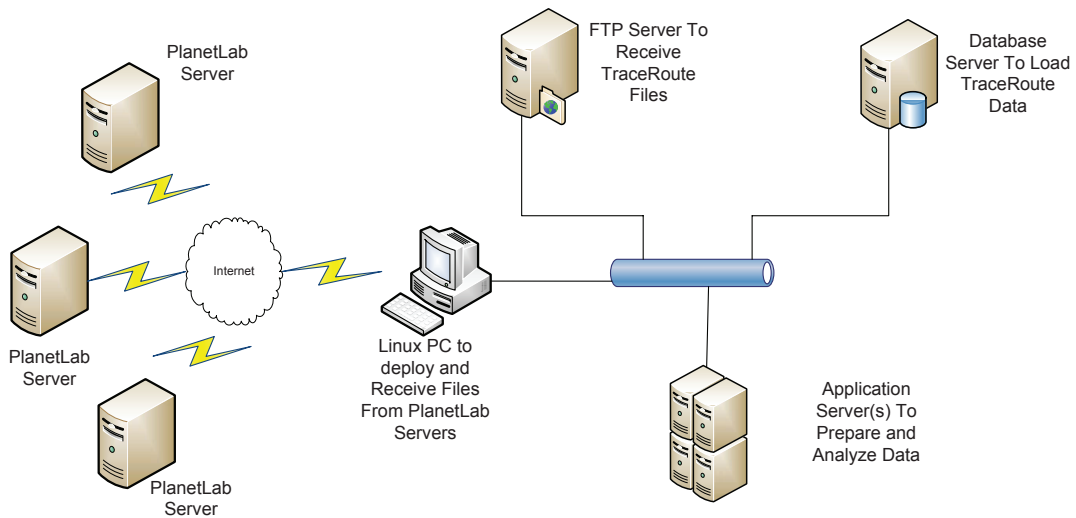 PlanetLab
Server
FTP Server To
Receive
TraceRoute
Files
Database
Server To Load
TraceRoute
Data
Internet
PlanetLab
Server
Linux PC to
deploy and
Receive Files
From PlanetLab
Servers
Application
Server(s) To
Prepare and
Analyze Data
PlanetLab
Server